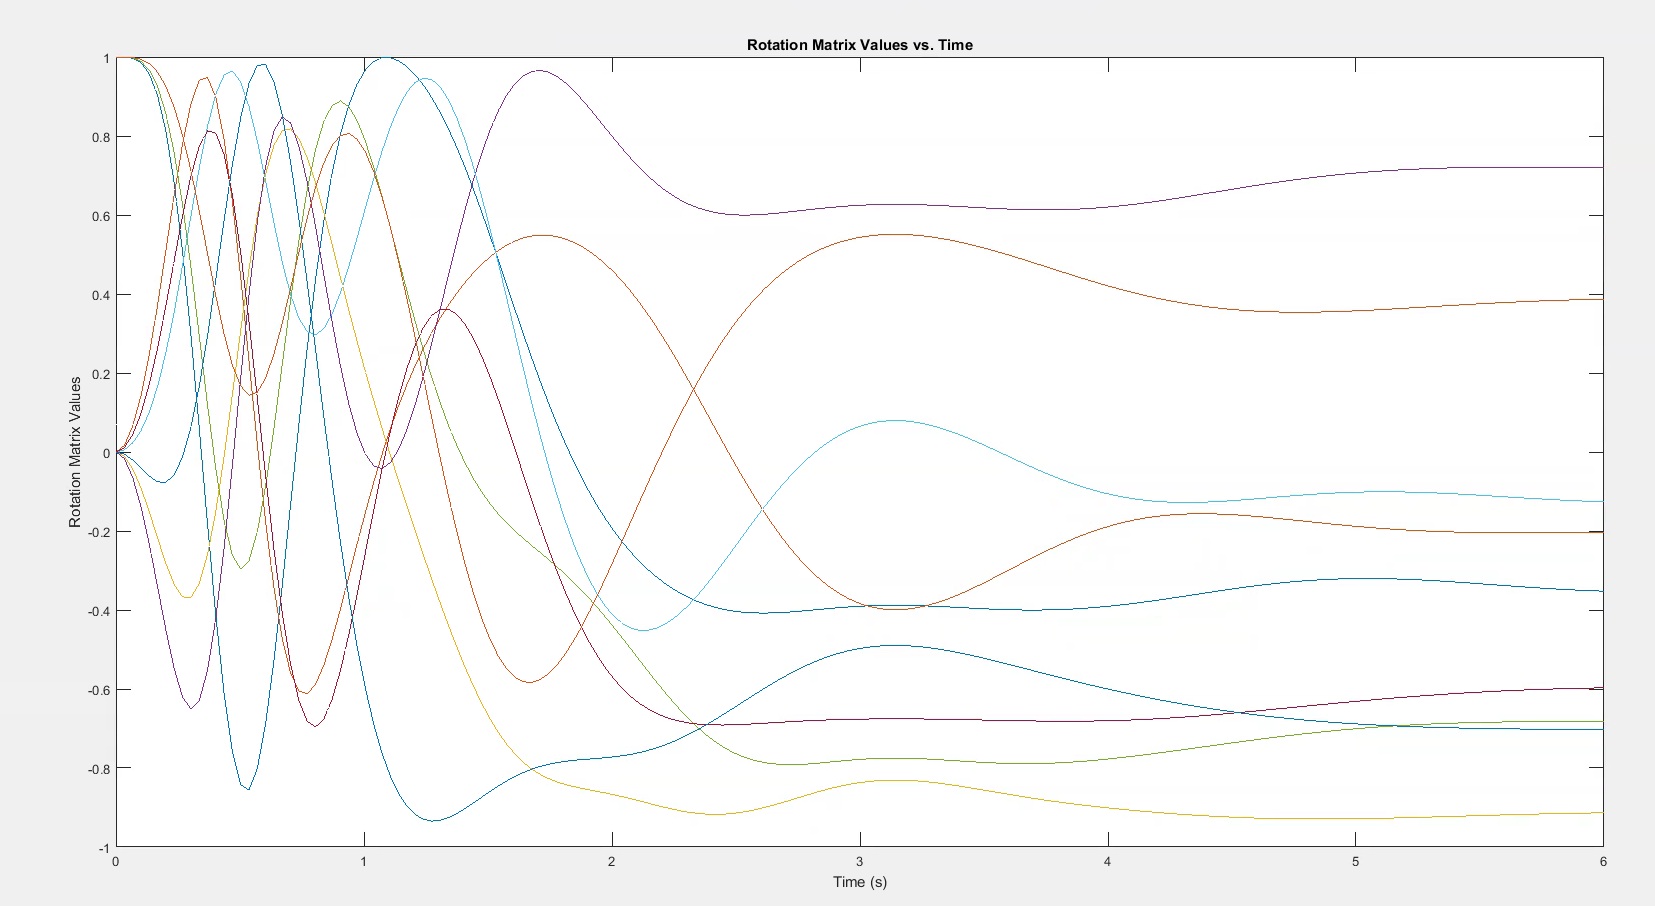 Rotation Matrix Values vs. Time
Rotation Matrix Values
1
0.8
0.6
0.4
0.2
0
-0.2
-0.4
-0.6
-0.8
-1
0 1 2 3 4 5 6
Time (s)